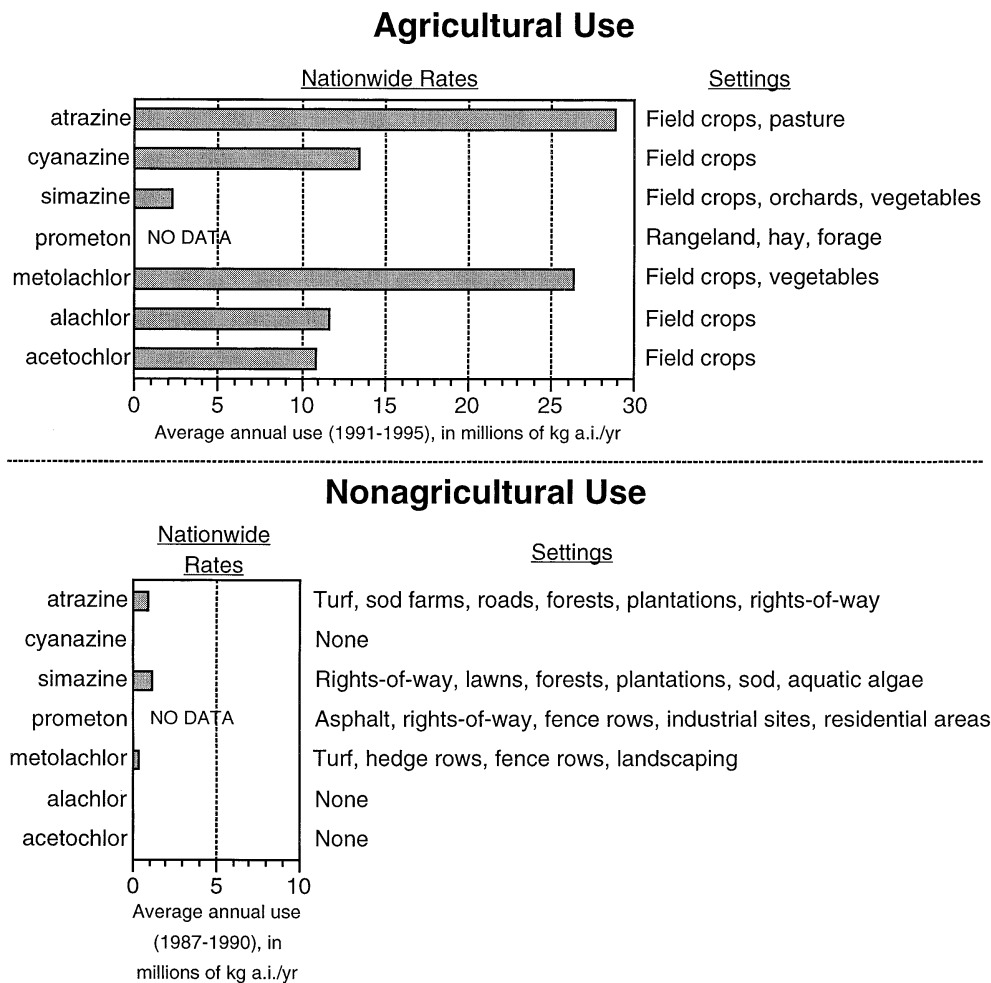 Agricultural Use
Nationwide Rates Settings
atrazine Field crops, pasture
cyanazine Field crops
simazine Field crops, orchards, vegetables
prometon NO DATA Rangeland, hay, forage
metolachlor Field crops, vegetables
alachlor Field crops
acetochlor Field crops
0 5 10 15 20 25 30
Average annual use (1991-1995), in millions of kg a.i./yr
Nonagricultural Use
Nationwide
Rates Settings
atrazine Turf, sod farms, roads, forests, plantations, rights-of-way
cyanazine None
simazine Rights-of-way, lawns, forests, plantations, sod, aquatic algae
prometon NO DATA Asphalt, rights-of-way, fence rows, industrial sites, residential areas
metolachlor Turf, hedge rows, fence rows, landscaping
alachlor None
acetochlor None
0 5 10
Average annual use
(1987-1990), in
millions of kg a.i./yr